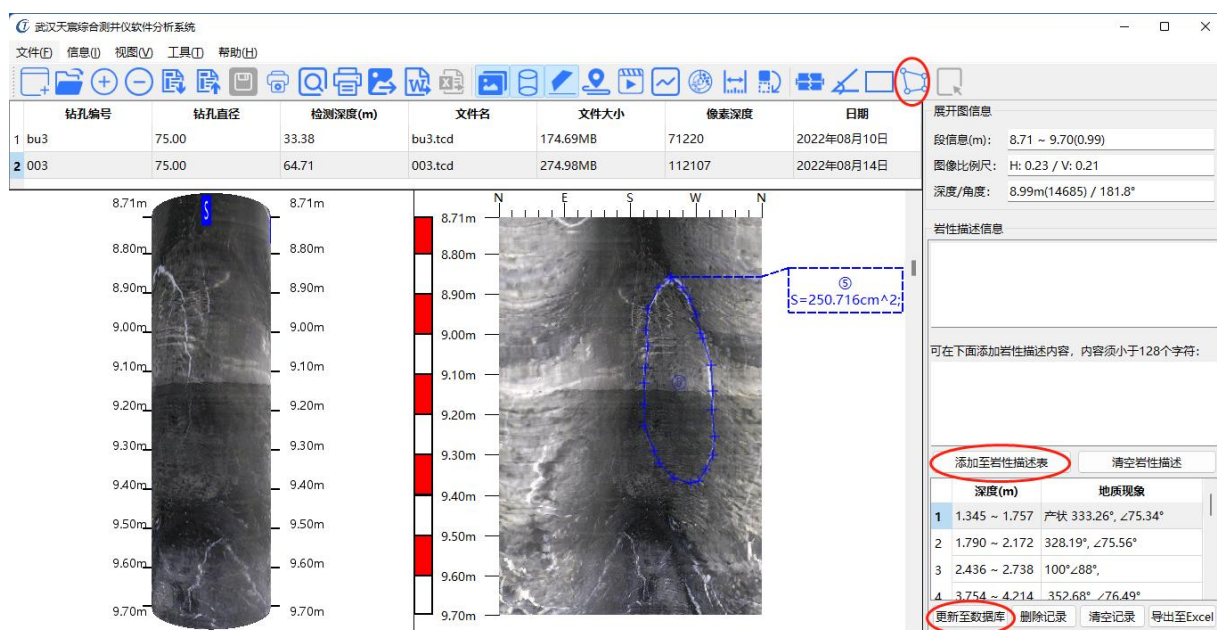 武汉天宸综合测井仪软件分析系统
文件(F) 信息(I) 视图(V) 工具(T) 帮助(H)
钻孔编号 钻孔直径 检测深度(m) 文件名 文件大小 像素深度 日期
1 bu3 75.00 33.38 bu3.tcd 174.69MB 71220 2022年08月10日
2 003 75.00 64.71 003.tcd 274.98MB 112107 2022年08月14日
展开图信息
段信息(m): 8.71 ~ 9.70(0.99)
图像比例尺: H: 0.23 / V: 0.21
深度/角度: 8.99m(14685) / 181.8°
岩性描述信息
可在下面添加岩性描述内容，内容须小于128个字符:
添加至岩性描述表 清空岩性描述
深度(m) 地质现象
1 1.345 ~ 1.757 产状 333.26°, ∠75.34°
2 1.790 ~ 2.172 328.19°, ∠75.56°
3 2.436 ~ 2.738 100°∠88°,
4 3.754 ~ 4.214 352.68° ∠76.49°
更新至数据库 删除记录 清空记录 导出至Excel
S
8.71m 8.71m
8.80m 8.80m
8.90m 8.90m
9.00m 9.00m
9.10m 9.10m
9.20m 9.20m
9.30m 9.30m
9.40m 9.40m
9.50m 9.50m
9.60m 9.60m
9.70m 9.70m
N E S W N
8.71m
8.80m
8.90m
9.00m
9.10m
9.20m
9.30m
9.40m
9.50m
9.60m
9.70m
⑤
S=250.716cm^2;
⑤